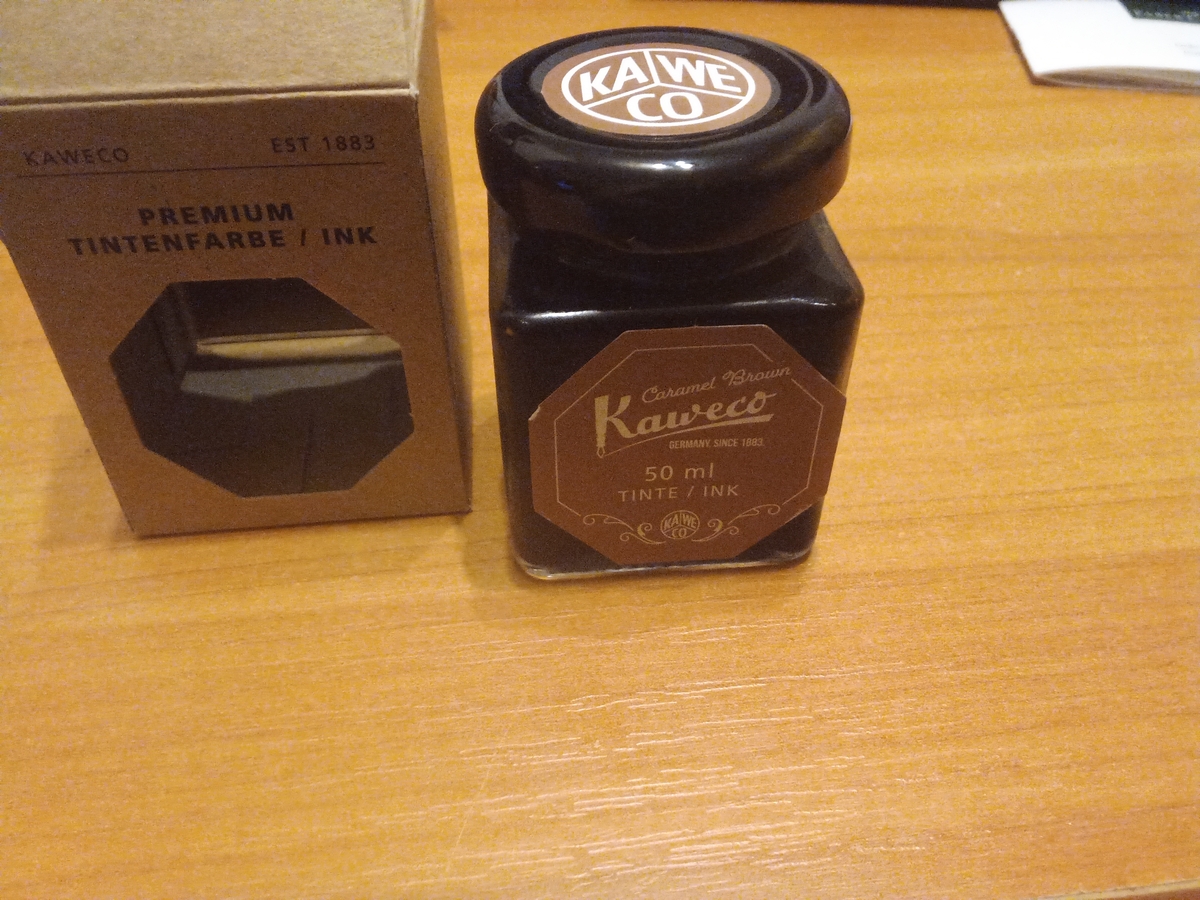 KAWECO EST 1883
PREMIUM
TINTENFARBE / INK
KA WE
CO
Caramel Brown
Kaweco
GERMANY, SINCE 1883.
50 ml
TINTE / INK
KA WE
CO